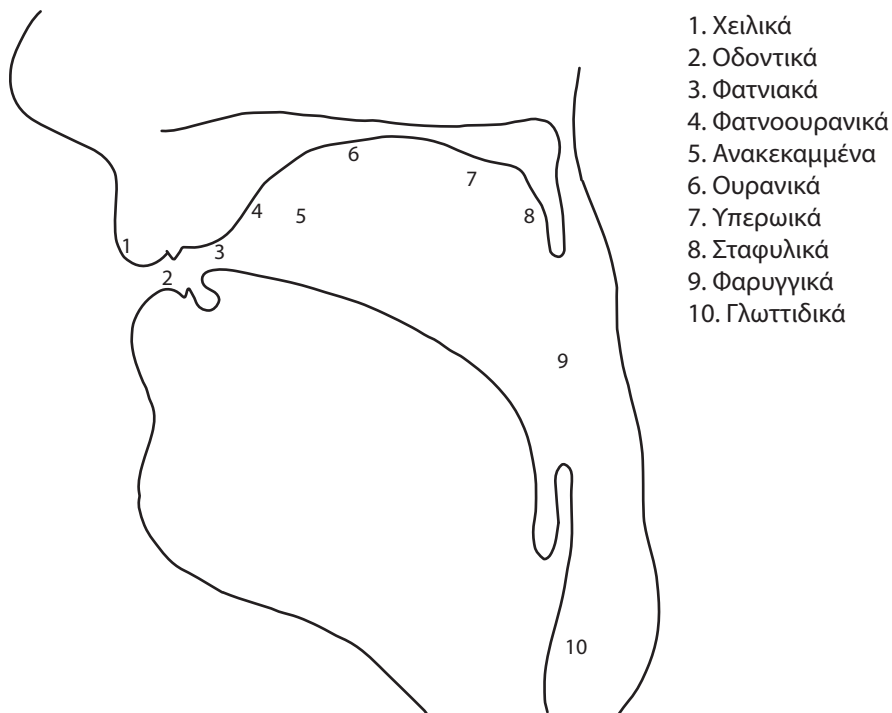 1. Χειλικά
2. Οδοντικά
3. Φατνιακά
4. Φατνοουρανικά
5. Ανακεκαμμένα
6. Ουρανικά
7. Υπερωικά
8. Σταφυλικά
9. Φαρυγγικά
10. Γλωττιδικά
6
7
4
5
8
1
3
2
9
10